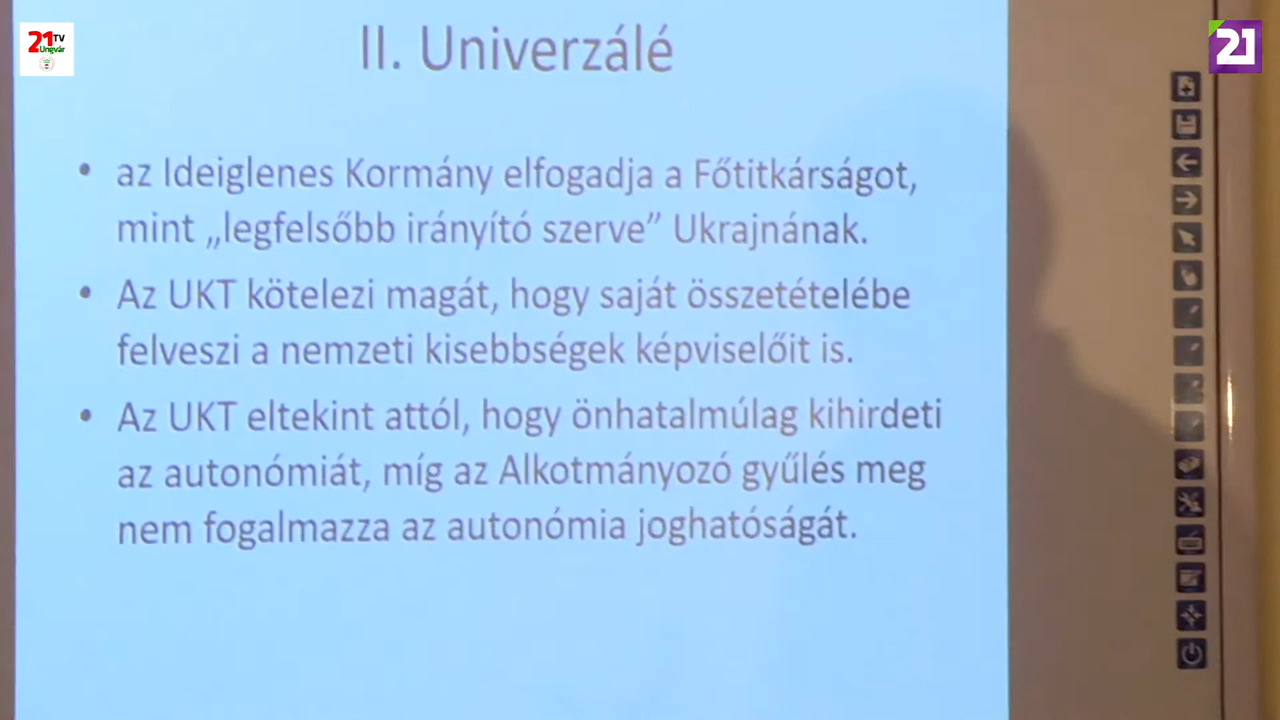 21 TV
Ungvár
21
II. Univerzálé
• az Ideiglenes Kormány elfogadja a Főtitkárságot,
mint „legfelsőbb irányító szerve” Ukrajnának.
• Az UKT kötelezi magát, hogy saját összetételébe
felveszi a nemzeti kisebbségek képviselőit is.
• Az UKT eltekint attól, hogy önhatalmúlag kihirdeti
az autonómiát, míg az Alkotmányozó gyűlés meg
nem fogalmazza az autonómia joghatóságát.